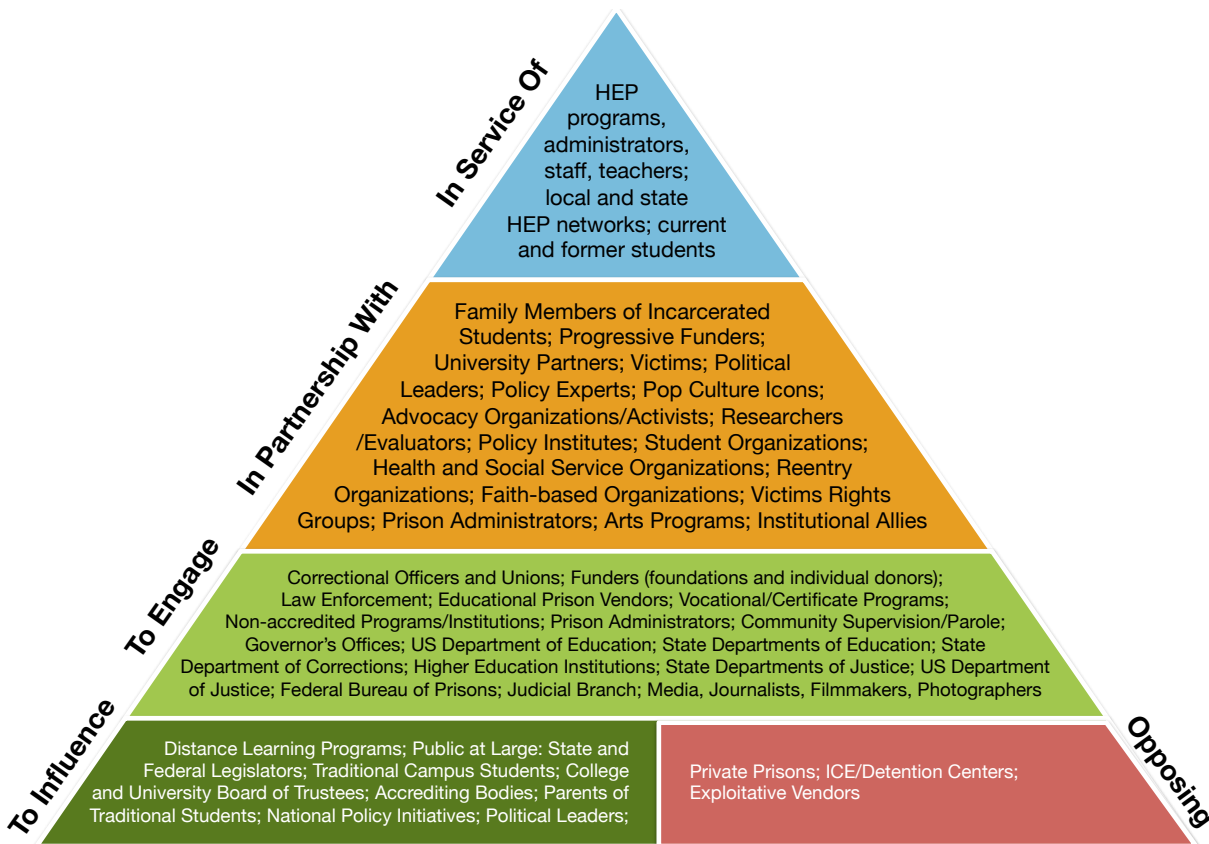 In Service Of
HEP
programs,
administrators,
staff, teachers;
local and state
HEP networks; current
and former students
In Partnership With
Family Members of Incarcerated
Students; Progressive Funders;
University Partners; Victims; Political
Leaders; Policy Experts; Pop Culture Icons;
Advocacy Organizations/Activists; Researchers
/Evaluators; Policy Institutes; Student Organizations;
Health and Social Service Organizations; Reentry
Organizations; Faith-based Organizations; Victims Rights
Groups; Prison Administrators; Arts Programs; Institutional Allies
To Engage
Correctional Officers and Unions; Funders (foundations and individual donors);
Law Enforcement; Educational Prison Vendors; Vocational/Certificate Programs;
Non-accredited Programs/Institutions; Prison Administrators; Community Supervision/Parole;
Governor's Offices; US Department of Education; State Departments of Education; State
Department of Corrections; Higher Education Institutions; State Departments of Justice; US Department
of Justice; Federal Bureau of Prisons; Judicial Branch; Media, Journalists, Filmmakers, Photographers
To Influence
Distance Learning Programs; Public at Large: State and
Federal Legislators; Traditional Campus Students; College
and University Board of Trustees; Accrediting Bodies; Parents of
Traditional Students; National Policy Initiatives; Political Leaders;
Opposing
Private Prisons; ICE/Detention Centers;
Exploitative Vendors